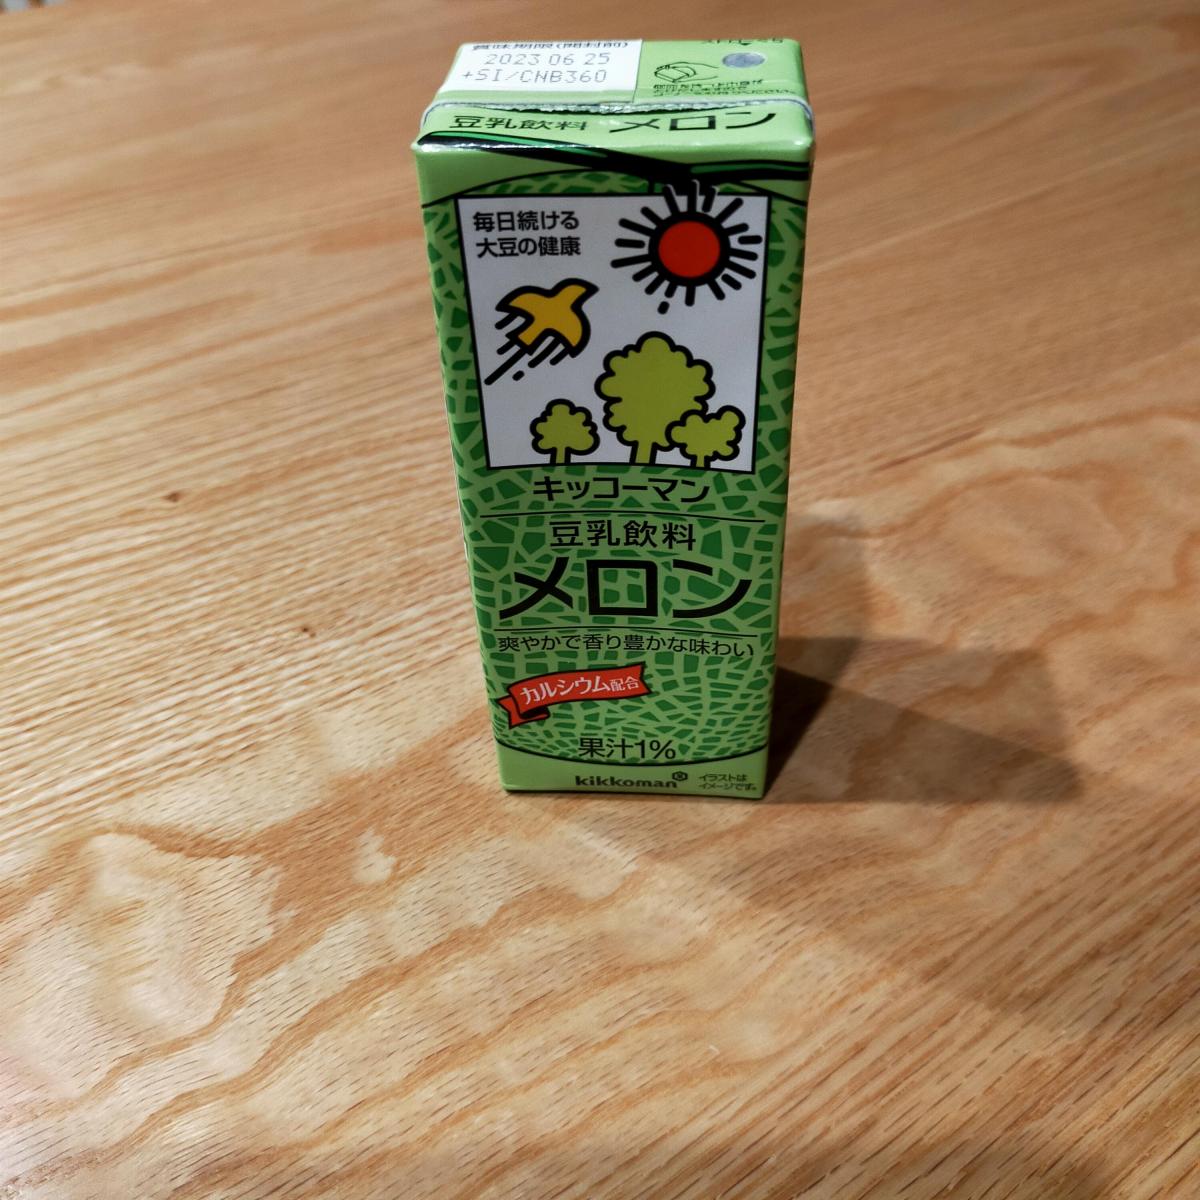 賞味期限(開封前)
2023 06 25
+SI/CNB360
豆乳飲料 メロン
毎日続ける
大豆の健康
キッコーマン
豆乳飲料
メロン
爽やかで香り豊かな味わい
カルシウム配合
果汁1%
kikkoman
イラストは
イメージです。